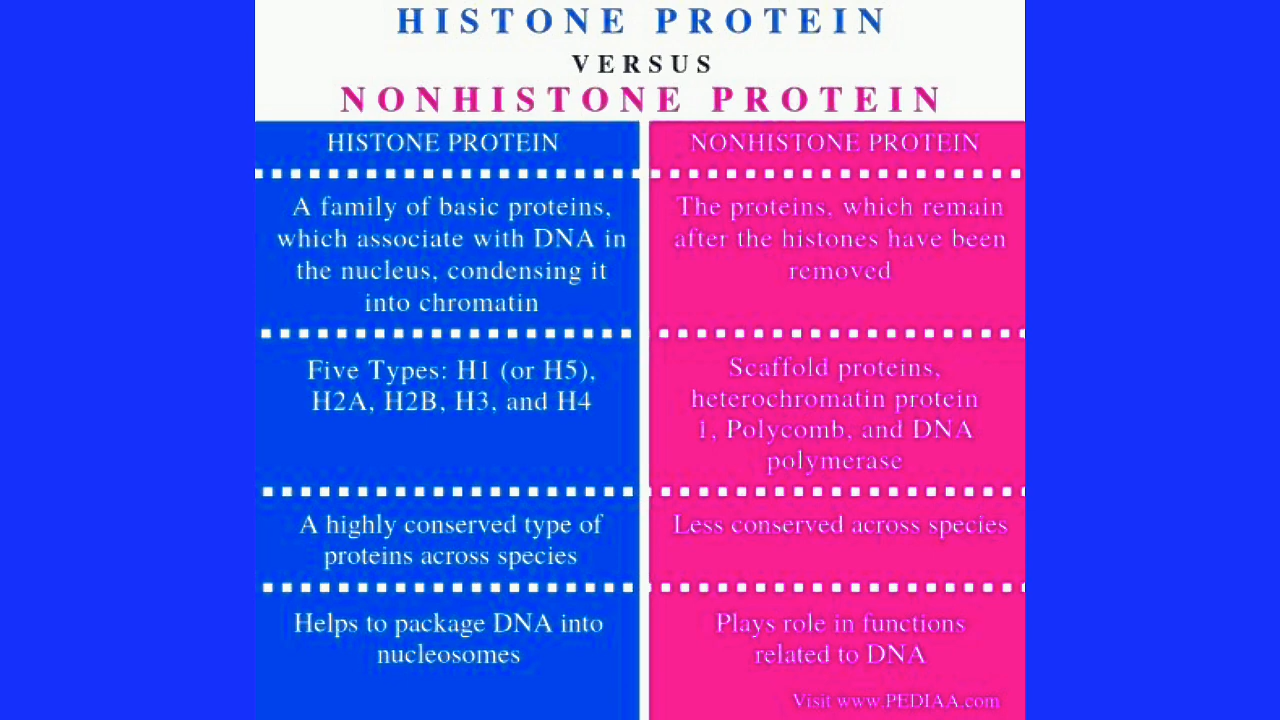 HISTONE PROTEIN
VERSUS
NONHISTONE PROTEIN
HISTONE PROTEIN
A family of basic proteins,
which associate with DNA in
the nucleus, condensing it
into chromatin
Five Types: H1 (or H5),
H2A, H2B, H3, and H4
A highly conserved type of
proteins across species
Helps to package DNA into
nucleosomes
NONHISTONE PROTEIN
The proteins, which remain
after the histones have been
removed
Scaffold proteins,
heterochromatin protein
1, Polycomb, and DNA
polymerase
Less conserved across species
Plays role in functions
related to DNA
Visit www.PEDIAA.com